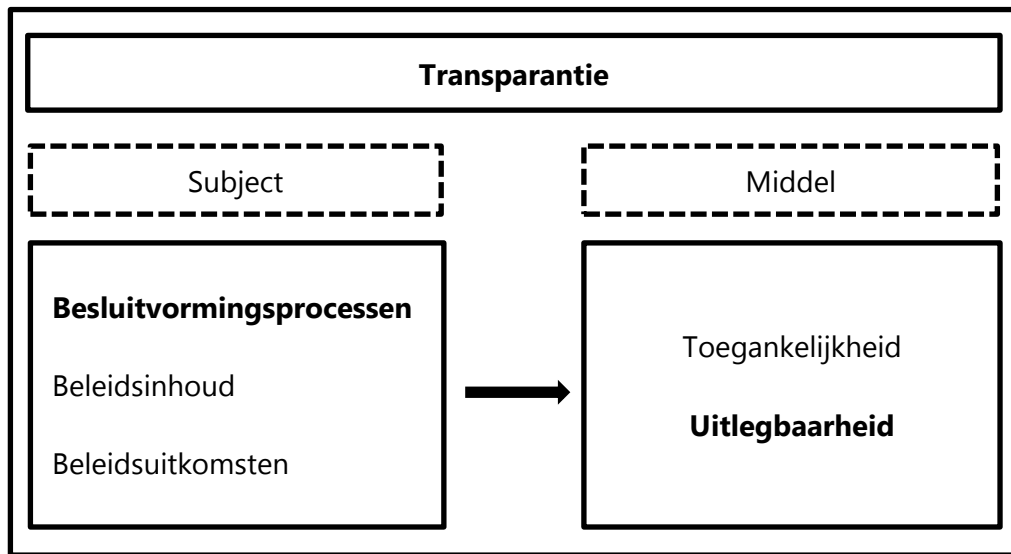 Transparantie
Subject
Middel
Besluitvormingsprocessen
Beleidsinhoud
Beleidsuitkomsten
Toegankelijkheid
Uitlegbaarheid